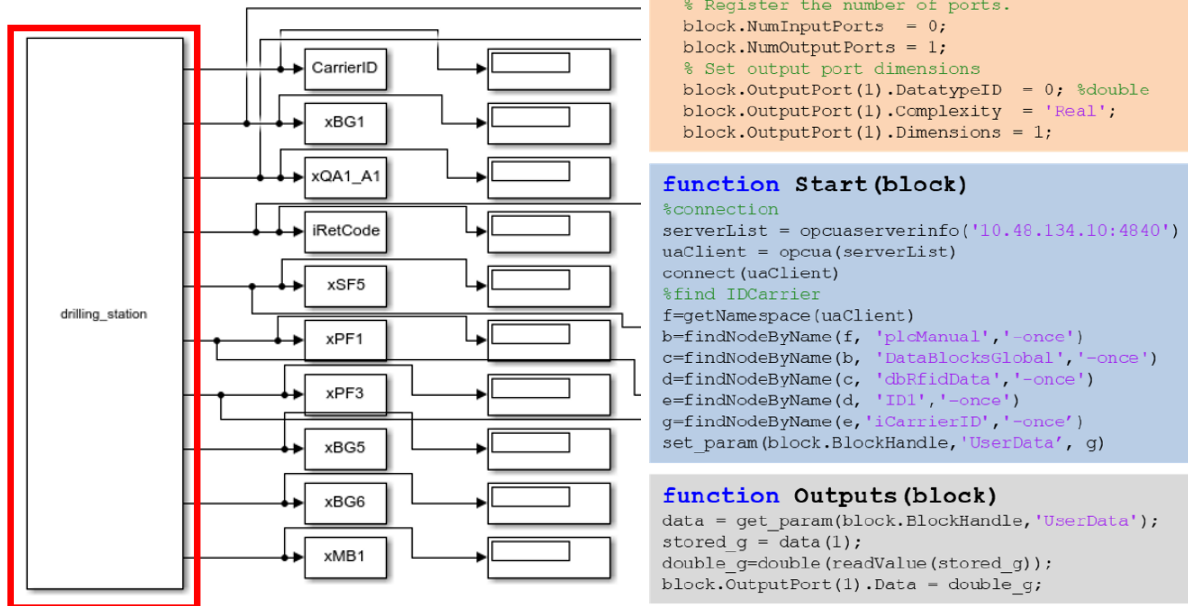 drilling_station
CarrierID
xBG1
xQA1_A1
iRetCode
xSF5
xPF1
xPF3
xBG5
xBG6
xMB1
% Register the number of ports.
block.NumInputPorts = 0;
block.NumOutputPorts = 1;
% Set output port dimensions
block.OutputPort(1).DatatypeID = 0; %double
block.OutputPort(1).Complexity = 'Real';
block.OutputPort(1).Dimensions = 1;
function Start(block)
%connection
serverList = opcuaserverinfo('10.48.134.10:4840')
uaClient = opcua(serverList)
connect(uaClient)
%find IDCarrier
f=getNamespace(uaClient)
b=findNodeByName(f, 'plcManual','-once')
c=findNodeByName(b, 'DataBlocksGlobal','-once')
d=findNodeByName(c, 'dbRfidData','-once')
e=findNodeByName(d, 'ID1','-once')
g=findNodeByName(e,'iCarrierID','-once’)
set_param(block.BlockHandle,'UserData’, g)
function Outputs(block)
data = get_param(block.BlockHandle,'UserData');
stored_g = data(1);
double_g=double(readValue(stored_g));
block.OutputPort(1).Data = double_g;